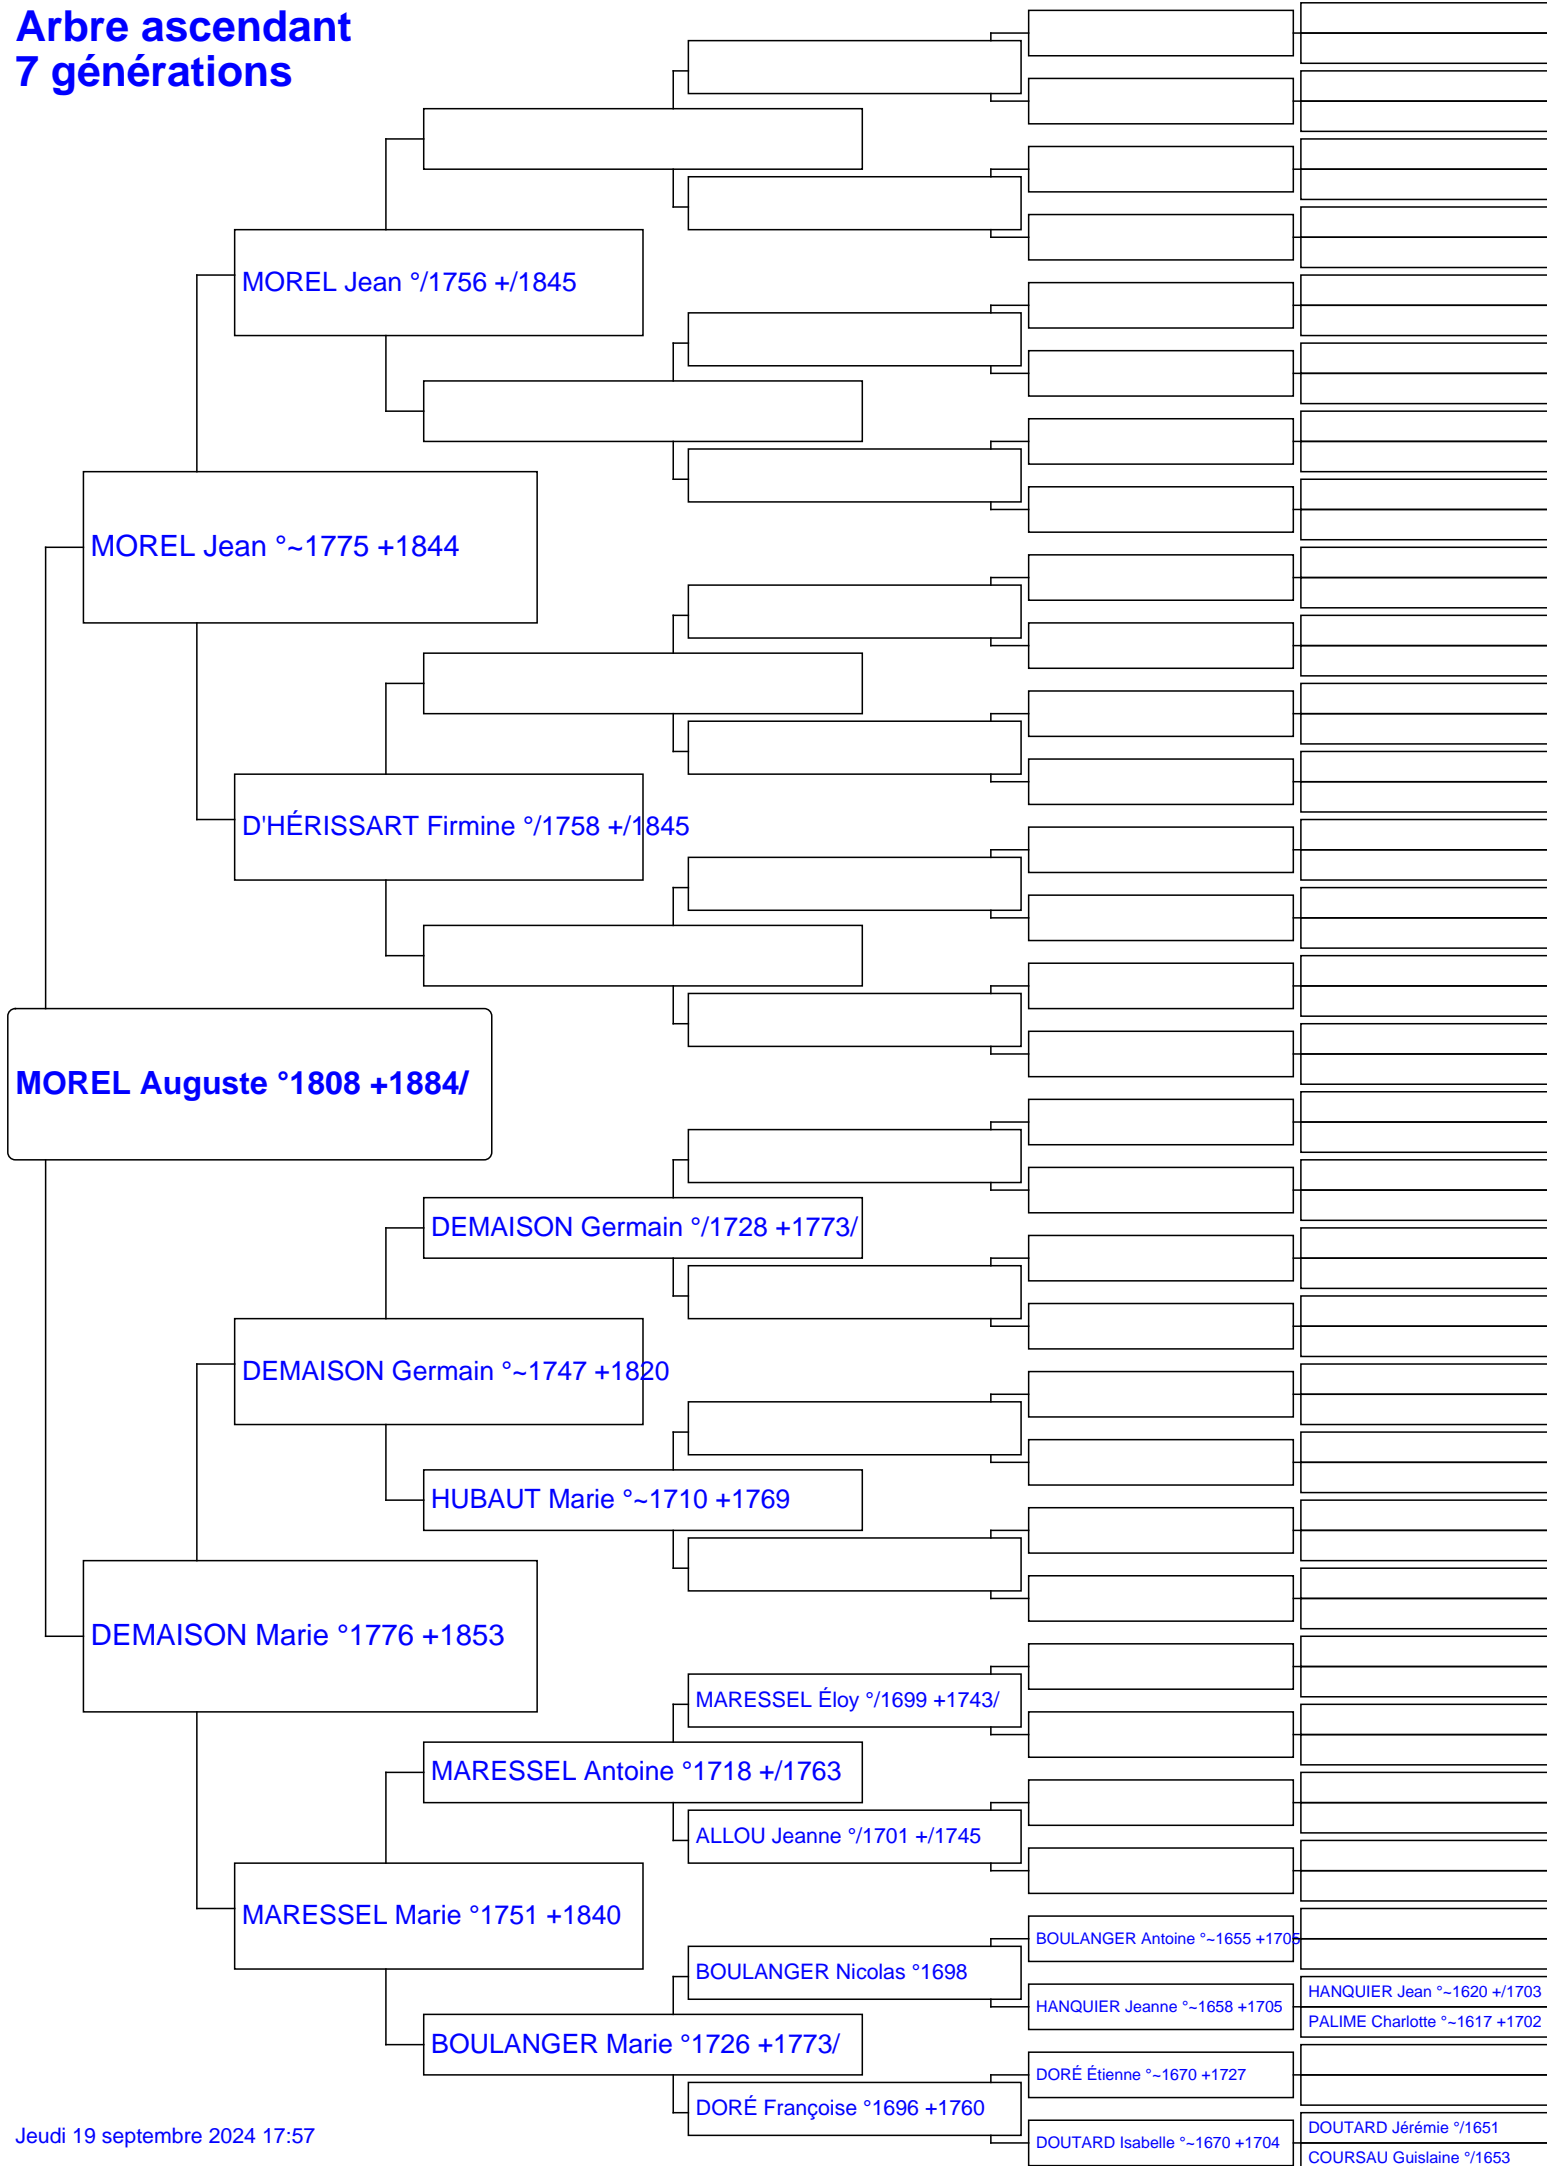 Arbre ascendant
7 générations
MOREL Jean °/1756 +/1845
MOREL Jean °~1775 +1844
D'HÉRISSART Firmine °/1758 +/1845
MOREL Auguste °1808 +1884/
DEMAISON Germain °/1728 +1773/
DEMAISON Germain °~1747 +1820
HUBAUT Marie °~1710 +1769
DEMAISON Marie °1776 +1853
MARESSEL Éloy °/1699 +1743/
MARESSEL Antoine °1718 +/1763
ALLOU Jeanne °/1701 +/1745
MARESSEL Marie °1751 +1840
BOULANGER Antoine °~1655 +1705
BOULANGER Nicolas °1698
HANQUIER Jean °~1620 +/1703
HANQUIER Jeanne °~1658 +1705
PALIME Charlotte °~1617 +1702
BOULANGER Marie °1726 +1773/
DORÉ Étienne °~1670 +1727
DORÉ Françoise °1696 +1760
DOUTARD Jérémie °/1651
DOUTARD Isabelle °~1670 +1704
COURSAU Guislaine °/1653
Jeudi 19 septembre 2024 17:57